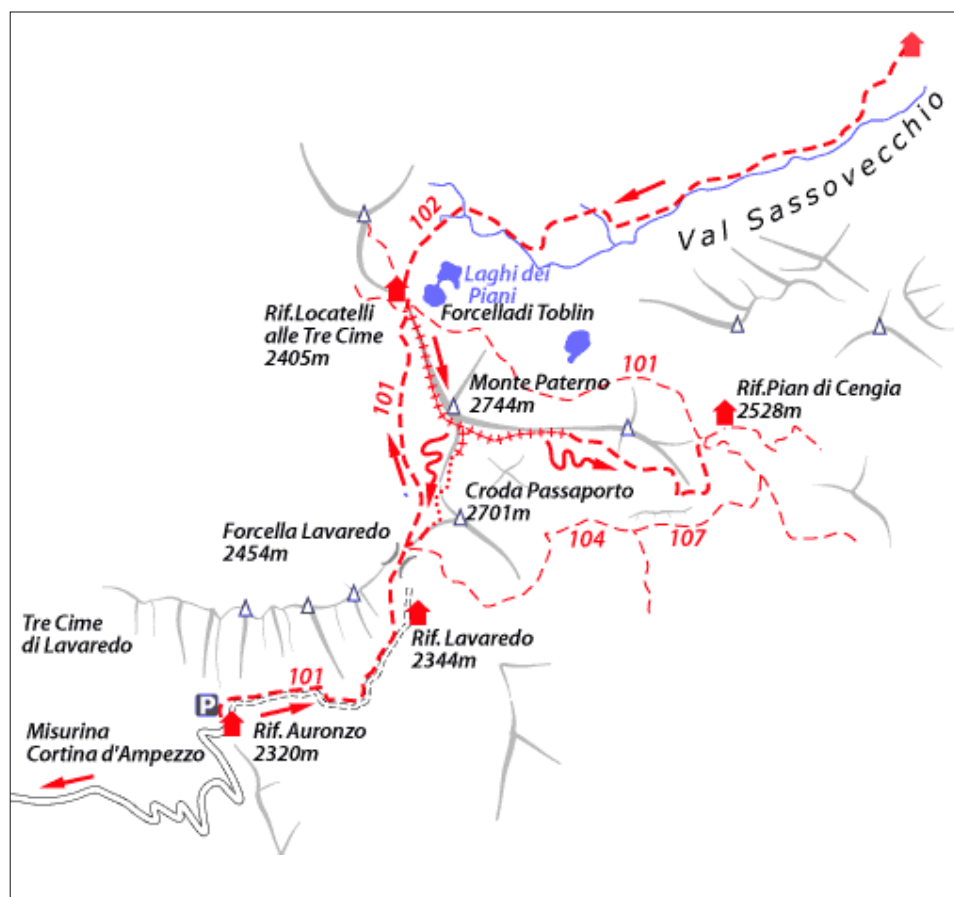 Val Sassovecchio
102
Laghi dei
Piani
Rif.Locatelli
alle Tre Cime
2405m
Forcelladi Toblin
101
Monte Paterno
2744m
101
Rif.Pian di Cengia
2528m
Croda Passaporto
2701m
Forcella Lavaredo
2454m
104
107
Tre Cime
di Lavaredo
Rif. Lavaredo
2344m
101
P
Rif. Auronzo
2320m
Misurina
Cortina d'Ampezzo